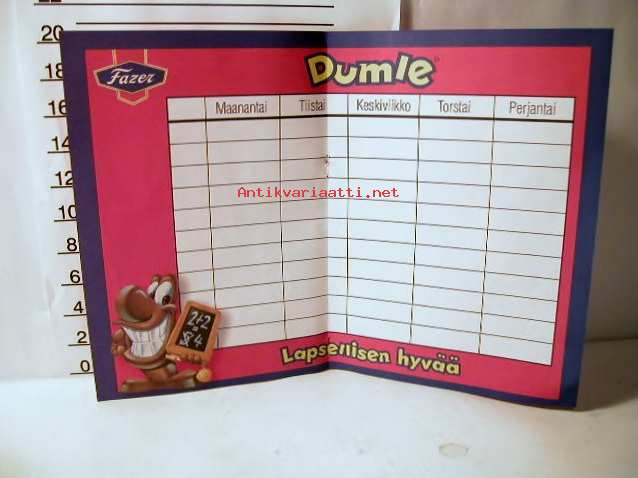 20
18
16
14
12
10
8
6
4
2
0
Fazer
Dumle
Maanantai Tiistai Keskiviikko Torstai Perjantai
Antikvariaatti.net
2+2
4
Lapsellisen hyvää